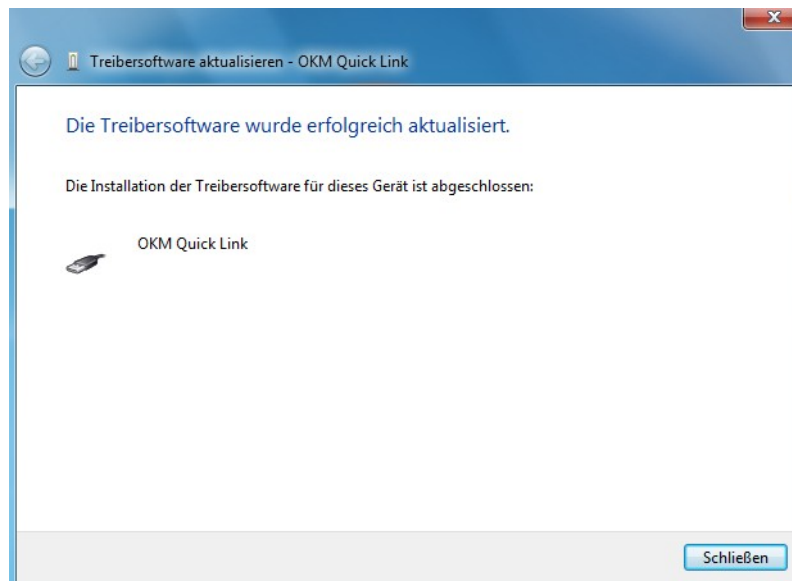 Treibersoftware aktualisieren - OKM Quick Link
Die Treibersoftware wurde erfolgreich aktualisiert.
Die Installation der Treibersoftware für dieses Gerät ist abgeschlossen:
OKM Quick Link
Schließen